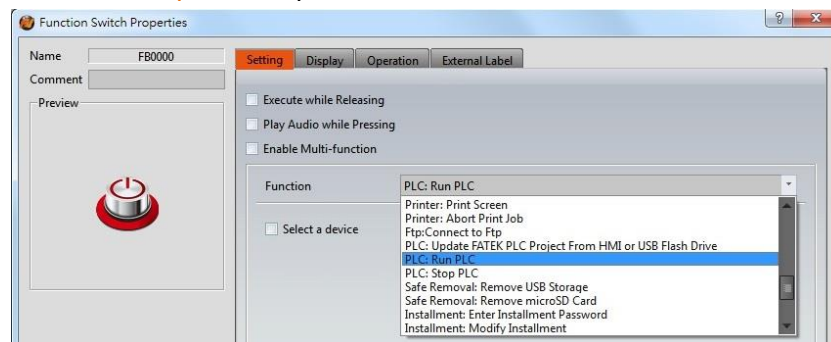 Function Switch Properties
Name FB0000
Comment
Preview
Setting Display Operation External Label
Execute while Releasing
Play Audio while Pressing
Enable Multi-function
Function PLC: Run PLC
Select a device
Printer: Print Screen
Printer: Abort Print Job
Ftp:Connect to Ftp
PLC: Update FATEK PLC Project From HMI or USB Flash Drive
PLC: Run PLC
PLC: Stop PLC
Safe Removal: Remove USB Storage
Safe Removal: Remove microSD Card
Installment: Enter Installment Password
Installment: Modify Installment